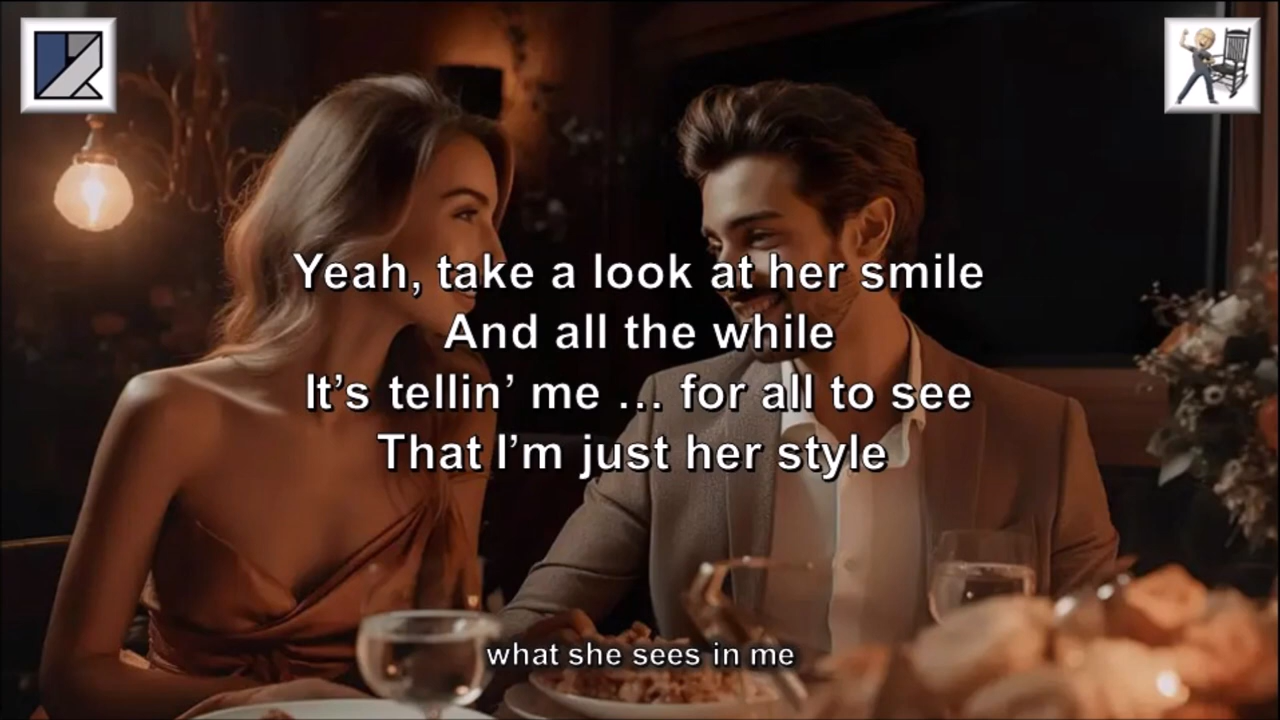 Yeah, take a look at her smile
And all the while
It’s tellin’ me … for all to see
That I’m just her style
what she sees in me